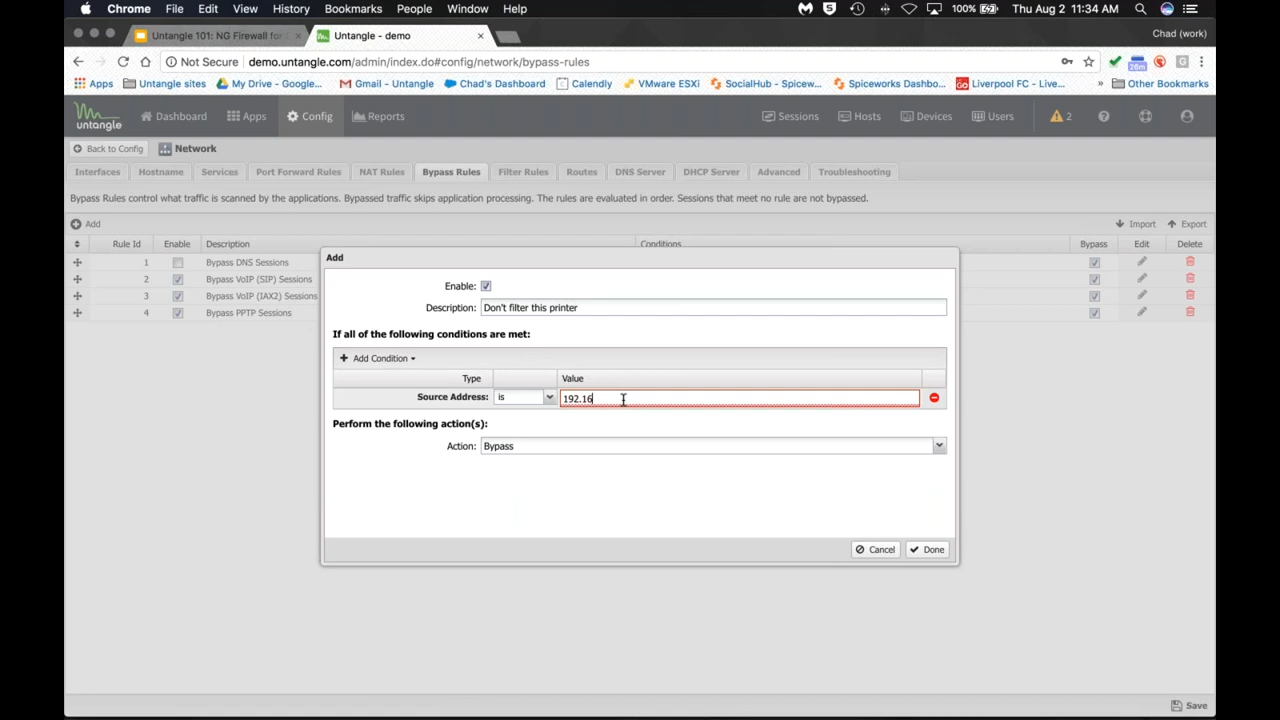 Chrome File Edit View History Bookmarks People Window Help 100% Thu Aug 2 11:34 AM
Untangle 101: NG Firewall for Untangle - demo Chad (work)
Not Secure demo.untangle.com/admin/index.do#config/network/bypass-rules
Apps Untangle sites My Drive - Google... Gmail - Untangle Chad's Dashboard Calendly VMware ESXi SocialHub - Spicew... Spiceworks Dashbo... Liverpool FC - Live... » Other Bookmarks
untangle Dashboard Apps Config Reports Sessions Hosts Devices Users 2
Back to Config Network
Interfaces Hostname Services Port Forward Rules NAT Rules Bypass Rules Filter Rules Routes DNS Server DHCP Server Advanced Troubleshooting
Bypass Rules control what traffic is scanned by the applications. Bypassed traffic skips application processing. The rules are evaluated in order. Sessions that meet no rule are not bypassed.
Add Import Export
Rule Id Enable Description Conditions Bypass Edit Delete
1 Bypass DNS Sessions
2 Bypass VoIP (SIP) Sessions
3 Bypass VoIP (IAX2) Sessions
4 Bypass PPTP Sessions
Add
Enable:
Description: Don't filter this printer
If all of the following conditions are met:
Add Condition
Type Value
Source Address: is 192.16
Perform the following action(s):
Action: Bypass
Cancel Done
Save